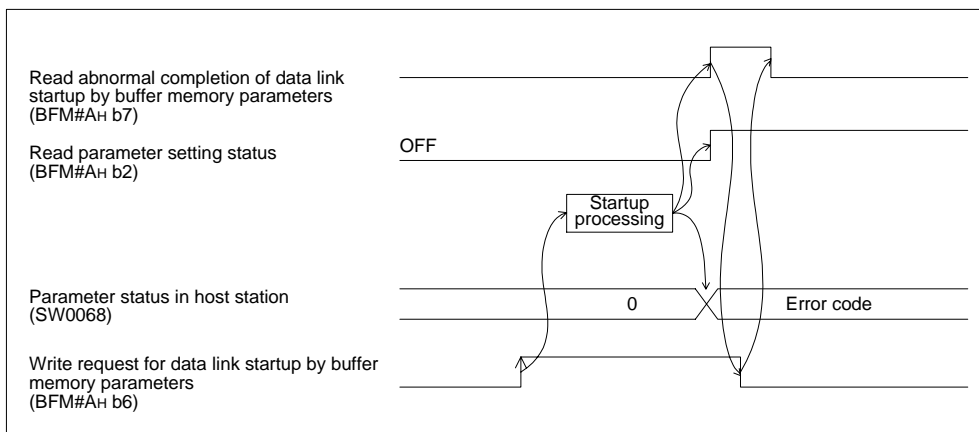 Read abnormal completion of data link
startup by buffer memory parameters
(BFM#AH b7)
Read parameter setting status
(BFM#AH b2)
OFF
Startup
processing
Parameter status in host station
(SW0068)
0
Error code
Write request for data link startup by buffer
memory parameters
(BFM#AH b6)